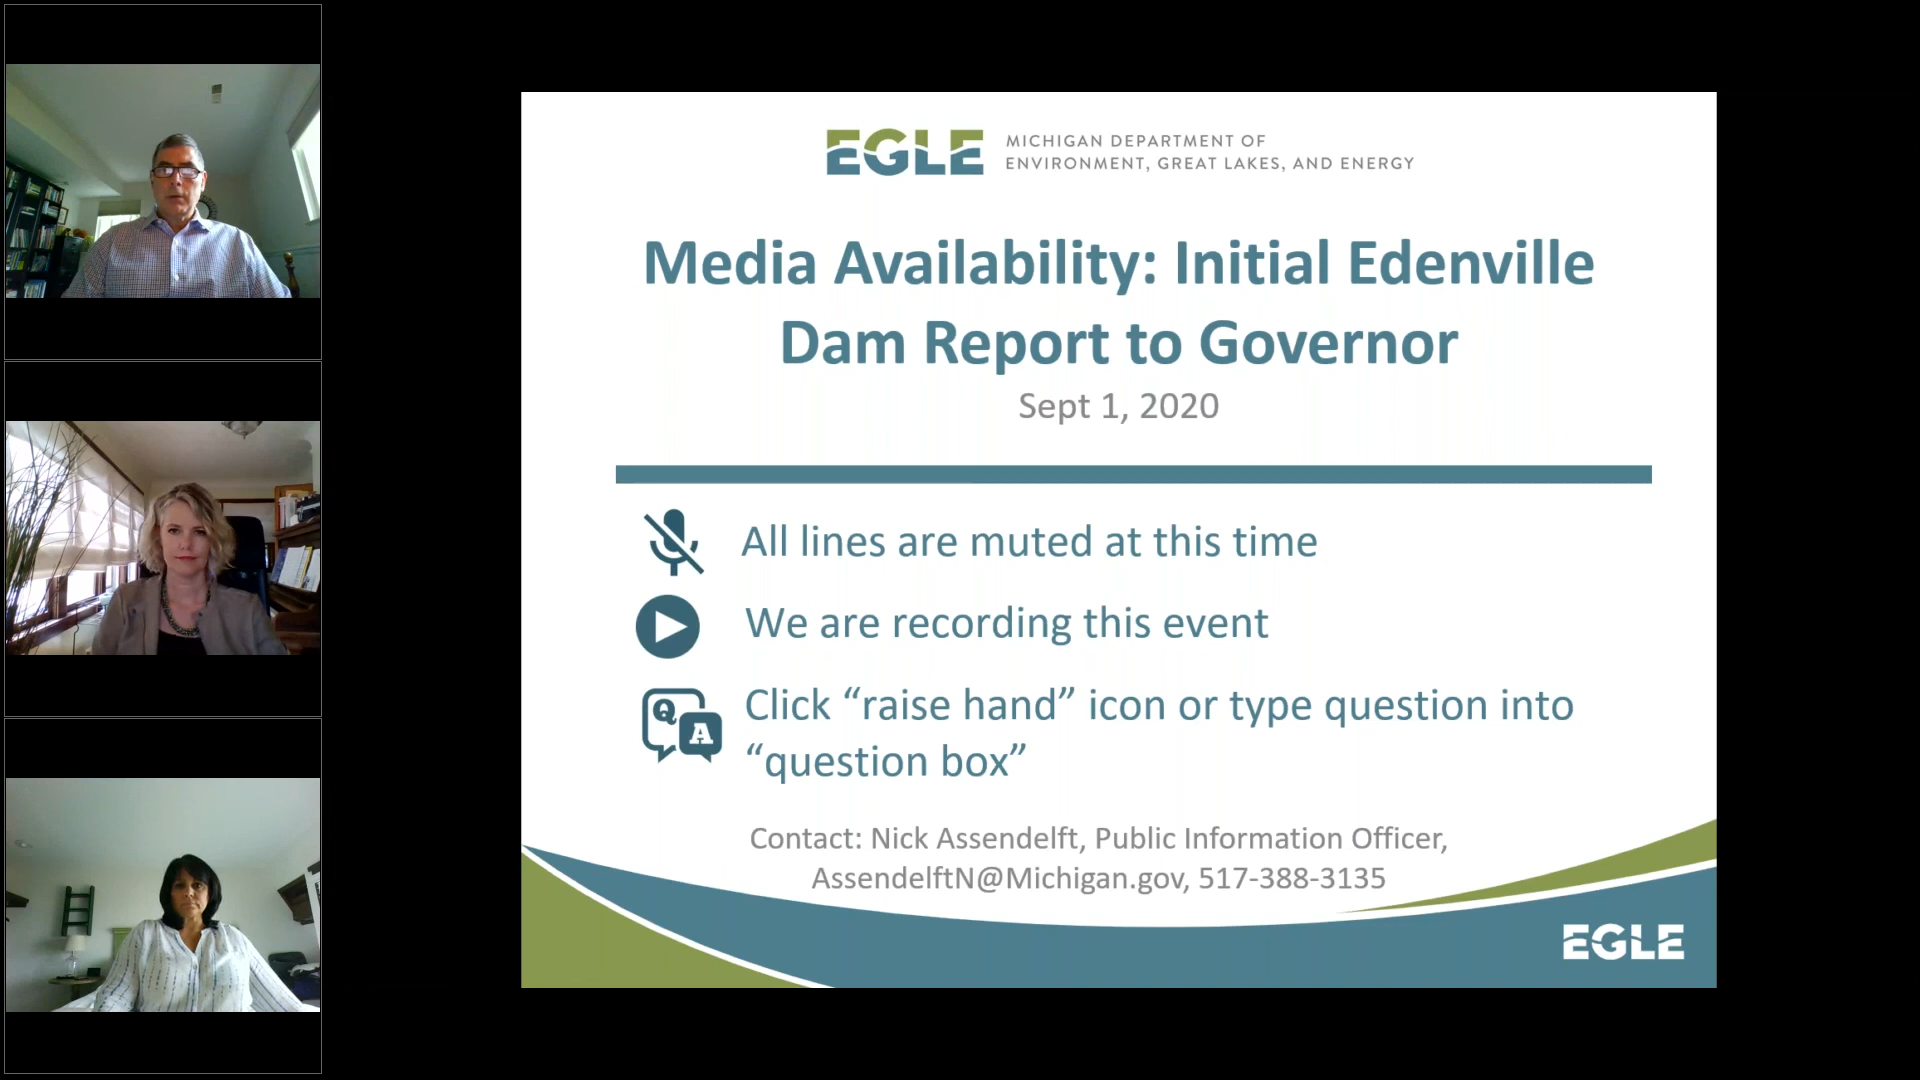 EGLE MICHIGAN DEPARTMENT OF
ENVIRONMENT, GREAT LAKES, AND ENERGY
Media Availability: Initial Edenville
Dam Report to Governor
Sept 1, 2020
All lines are muted at this time
We are recording this event
Q A
Click “raise hand” icon or type question into
“question box”
Contact: Nick Assendelft, Public Information Officer,
AssendelftN@Michigan.gov, 517-388-3135
EGLE